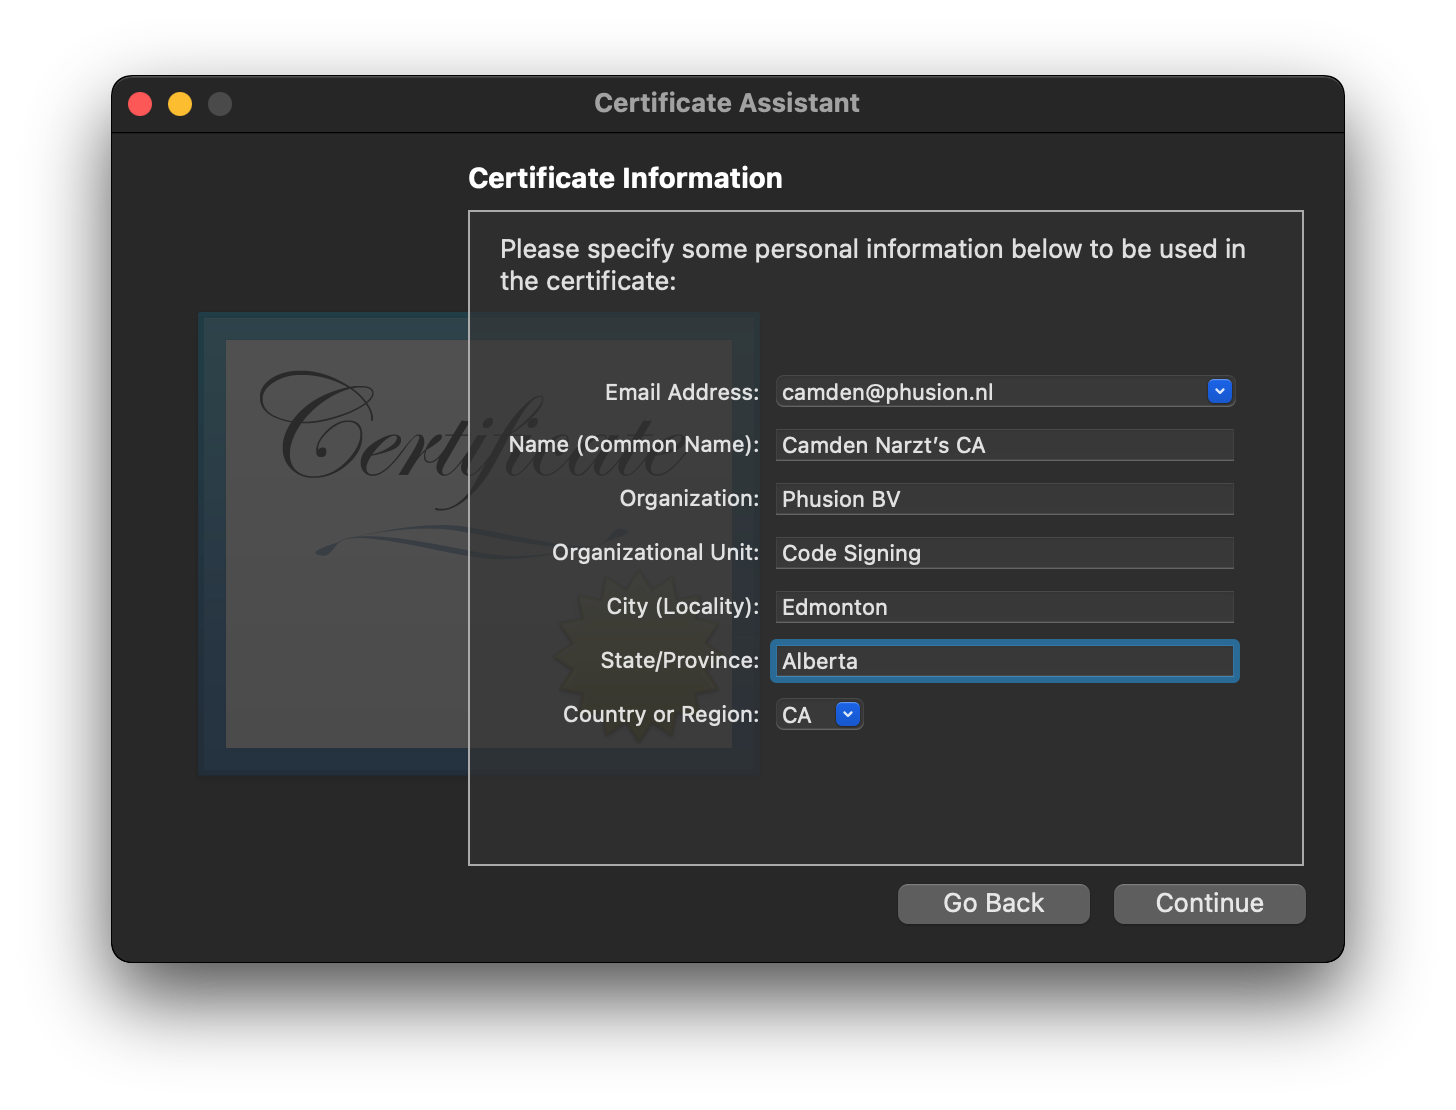 Certificate Assistant
Certificate Information
Please specify some personal information below to be used in
the certificate:
Certificate
Email Address: camden@phusion.nl
Name (Common Name): Camden Narzt’s CA
Organization: Phusion BV
Organizational Unit: Code Signing
City (Locality): Edmonton
State/Province: Alberta
Country or Region: CA
Go Back Continue